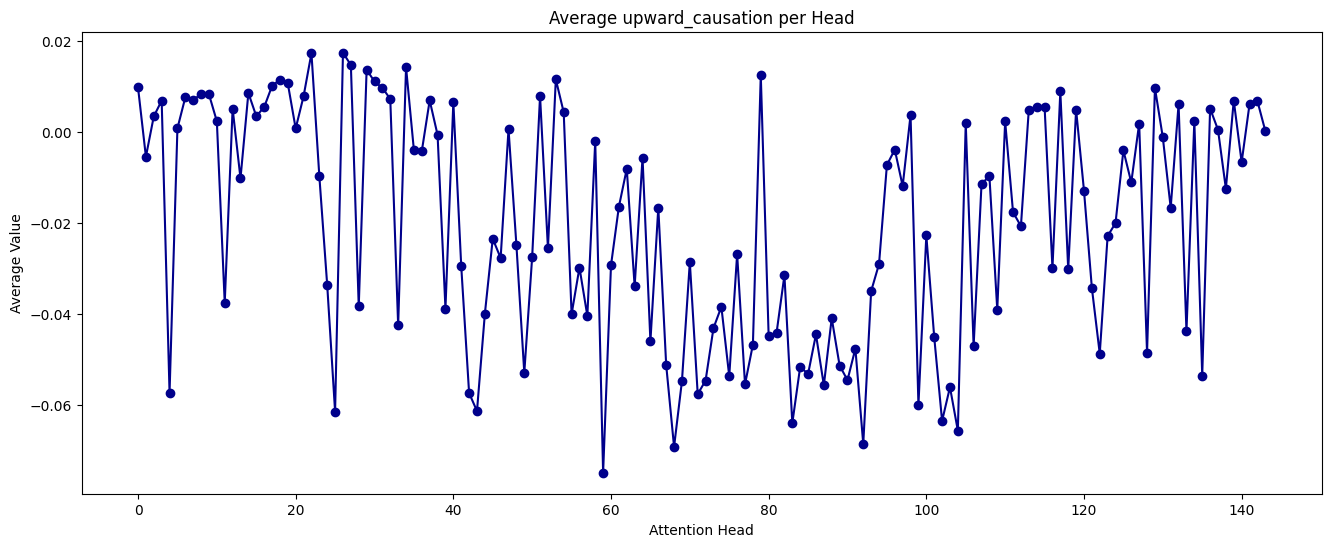 Average upward_causation per Head
0.02
0.00
−0.02
−0.04
−0.06
Average Value
0 20 40 60 80 100 120 140
Attention Head